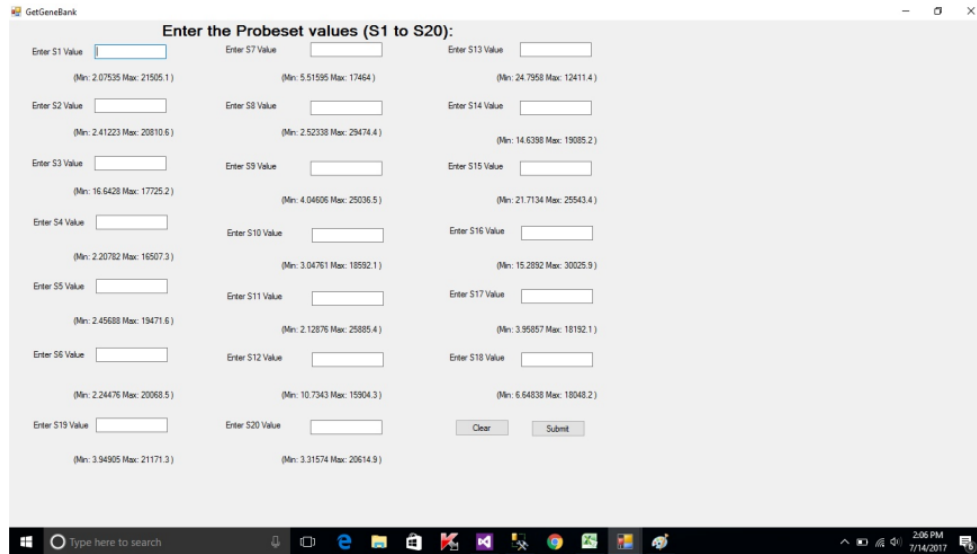 GetGeneBank
Enter the Probeset values (S1 to S20):
Enter S1 Value
Enter S7 Value
Enter S13 Value
(Min: 2.07535 Max: 21505.1 )
(Min: 5.51595 Max: 17464 )
(Min: 24.7958 Max: 12411.4 )
Enter S2 Value
Enter S8 Value
Enter S14 Value
(Min: 2.41223 Max: 20810.6 )
(Min: 2.52338 Max: 29474.4 )
(Min: 14.6398 Max: 19085.2 )
Enter S3 Value
Enter S9 Value
Enter S15 Value
(Min: 16.6428 Max: 17725.2 )
(Min: 4.04606 Max: 25036.5 )
(Min: 21.7134 Max: 25543.4 )
Enter S4 Value
Enter S10 Value
Enter S16 Value
(Min: 2.20782 Max: 16507.3 )
(Min: 3.04761 Max: 18592.1 )
(Min: 15.2892 Max: 30025.9 )
Enter S5 Value
Enter S11 Value
Enter S17 Value
(Min: 2.45688 Max: 19471.6 )
(Min: 2.12876 Max: 25885.4 )
(Min: 3.95857 Max: 18192.1 )
Enter S6 Value
Enter S12 Value
Enter S18 Value
(Min: 2.24476 Max: 20068.5 )
(Min: 10.7343 Max: 15904.3 )
(Min: 6.64838 Max: 18048.2 )
Enter S19 Value
Enter S20 Value
Clear
Submit
(Min: 3.94905 Max: 21171.3 )
(Min: 3.31574 Max: 20614.9 )
Type here to search
2:06 PM
7/14/2017